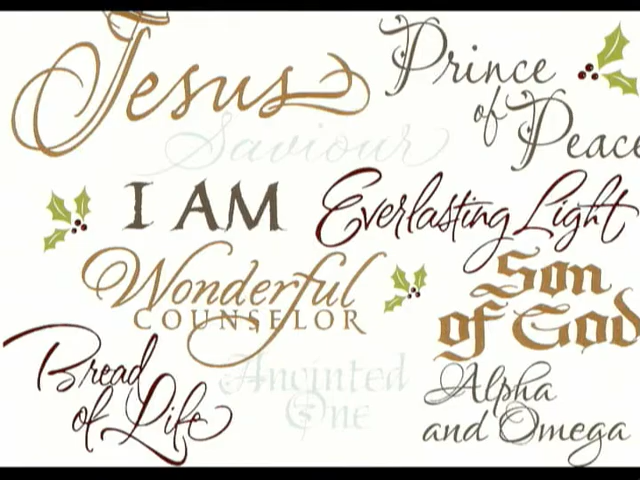 Jesus
Prince
of Peace
Saviour
I AM
Everlasting Light
Wonderful
COUNSELOR
Son
of God
Bread
of Life
Anointed
One
Alpha
and Omega